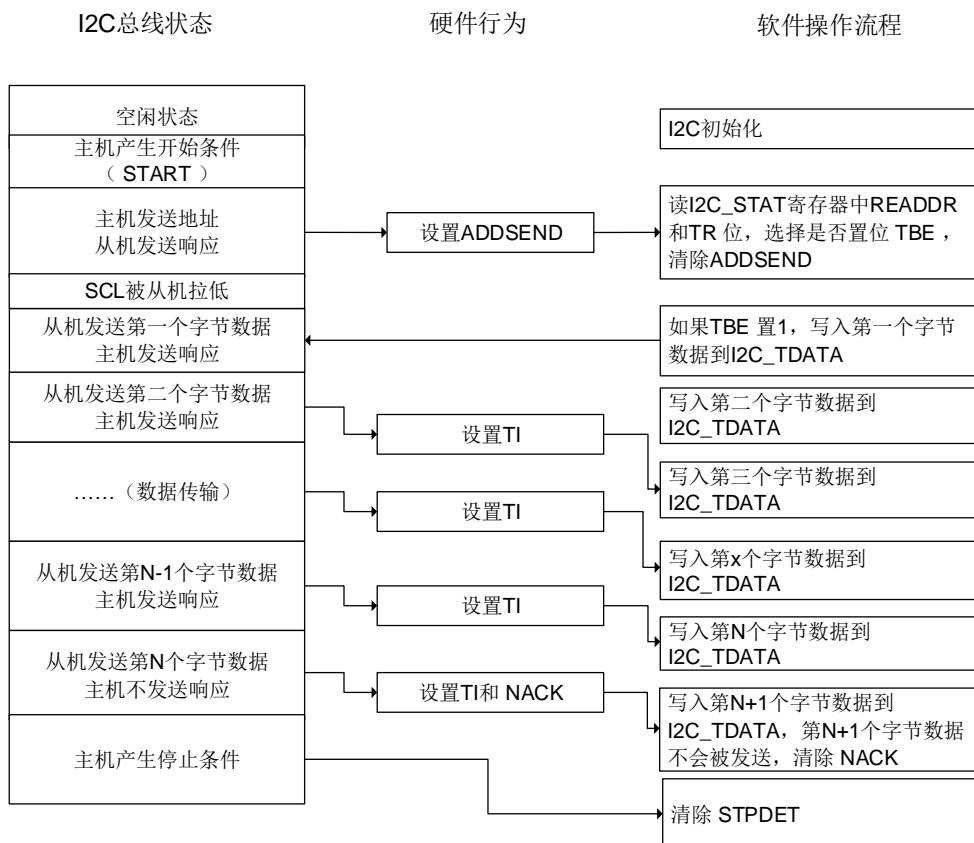 I2C总线状态
硬件行为
软件操作流程
空闲状态
主机产生开始条件
（ START ）
主机发送地址
从机发送响应
SCL被从机拉低
从机发送第一个字节数据
主机发送响应
从机发送第二个字节数据
主机发送响应
……（数据传输）
从机发送第N-1个字节数据
主机发送响应
从机发送第N个字节数据
主机不发送响应
主机产生停止条件
设置ADDSEND
设置TI
设置TI
设置TI
设置TI和 NACK
I2C初始化
读I2C_STAT寄存器中READDR
和TR 位，选择是否置位 TBE ，
清除ADDSEND
如果TBE 置1，写入第一个字节
数据到I2C_TDATA
写入第二个字节数据到
I2C_TDATA
写入第三个字节数据到
I2C_TDATA
写入第x个字节数据到
I2C_TDATA
写入第N个字节数据到
I2C_TDATA
写入第N+1个字节数据到
I2C_TDATA，第N+1个字节数据
不会被发送，清除 NACK
清除 STPDET